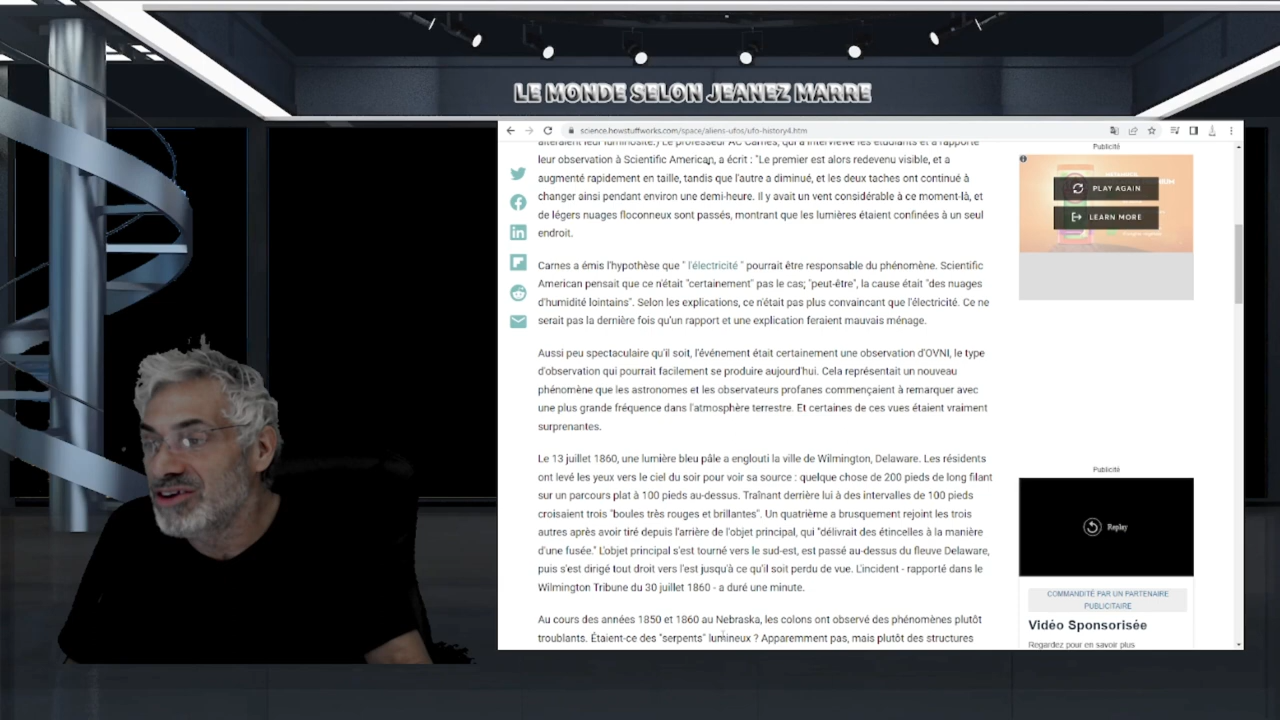 LE MONDE SELON JEANEZ MARRE
science.howstuffworks.com/space/aliens-ufos/ufo-history4.htm
altéraient leur luminosité.) Le professeur AC Carnes, qui a interviewé les étudiants et a rapporté
leur observation à Scientific American, a écrit : "Le premier est alors redevenu visible, et a
augmenté rapidement en taille, tandis que l'autre a diminué, et les deux taches ont continué à
changer ainsi pendant environ une demi-heure. Il y avait un vent considérable à ce moment-là, et
de légers nuages floconneux sont passés, montrant que les lumières étaient confinées à un seul
endroit.
Carnes a émis l'hypothèse que " l'électricité " pourrait être responsable du phénomène. Scientific
American pensait que ce n'était "certainement" pas le cas; "peut-être", la cause était "des nuages
d'humidité lointains". Selon les explications, ce n'était pas plus convaincant que l'électricité. Ce ne
serait pas la dernière fois qu'un rapport et une explication feraient mauvais ménage.
Aussi peu spectaculaire qu'il soit, l'événement était certainement une observation d'OVNI, le type
d'observation qui pourrait facilement se produire aujourd'hui. Cela représentait un nouveau
phénomène que les astronomes et les observateurs profanes commençaient à remarquer avec
une plus grande fréquence dans l'atmosphère terrestre. Et certaines de ces vues étaient vraiment
surprenantes.
Le 13 juillet 1860, une lumière bleu pâle a englouti la ville de Wilmington, Delaware. Les résidents
ont levé les yeux vers le ciel du soir pour voir sa source : quelque chose de 200 pieds de long filant
sur un parcours plat à 100 pieds au-dessus. Traînant derrière lui à des intervalles de 100 pieds
croisaient trois "boules très rouges et brillantes". Un quatrième a brusquement rejoint les trois
autres après avoir tiré depuis l'arrière de l'objet principal, qui "délivrait des étincelles à la manière
d'une fusée." L'objet principal s'est tourné vers le sud-est, est passé au-dessus du fleuve Delaware,
puis s'est dirigé tout droit vers l'est jusqu'à ce qu'il soit perdu de vue. L'incident - rapporté dans le
Wilmington Tribune du 30 juillet 1860 - a duré une minute.
Au cours des années 1850 et 1860 au Nebraska, les colons ont observé des phénomènes plutôt
troublants. Étaient-ce des "serpents" lumineux ? Apparemment pas, mais plutôt des structures
Publicité
PLAY AGAIN
LEARN MORE
Publicité
Replay
COMMANDITÉ PAR UN PARTENAIRE
PUBLICITAIRE
Vidéo Sponsorisée
Regardez pour en savoir plus